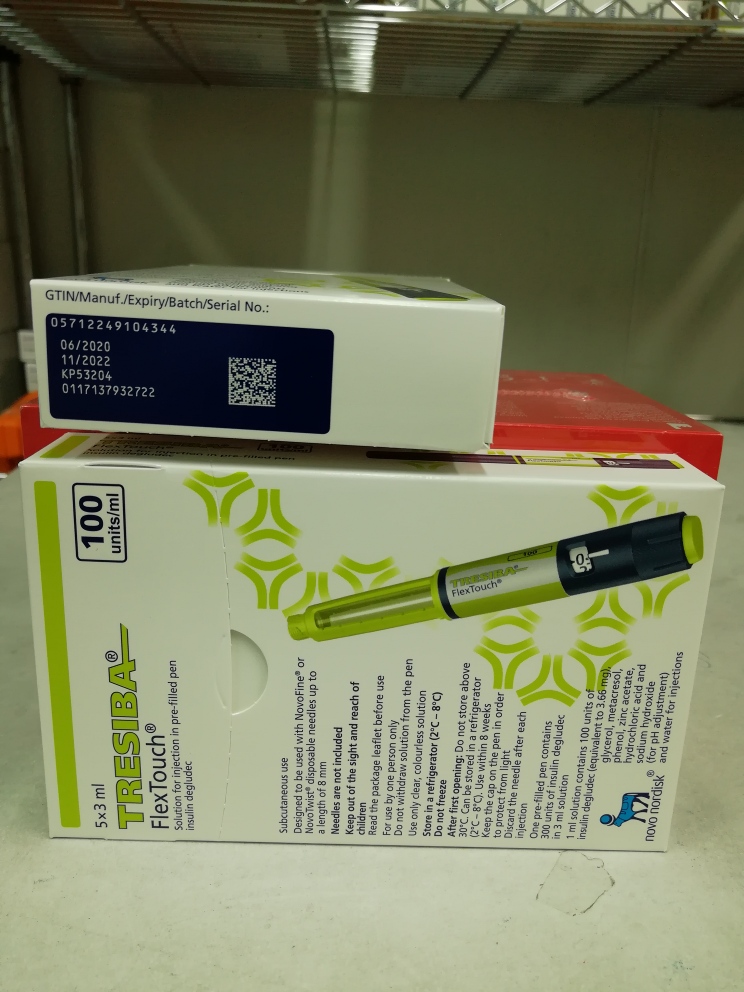 GTIN/Manuf./Expiry/Batch/Serial No.:
05712249104344
06/2020
11/2022
KP53204
0117137932722
100
units/ml
5x3 ml
TRESIBA®
FlexTouch®
Solution for injection in pre-filled pen
insulin degludec
TRESIBA®
FlexTouch®
100
Subcutaneous use
Designed to be used with NovoFine® or
NovoTwist® disposable needles up to
a length of 8 mm
Needles are not included
Keep out of the sight and reach of
children
Read the package leaflet before use
For use by one person only
Do not withdraw solution from the pen
Use only clear, colourless solution
Store in a refrigerator (2°C – 8°C)
Do not freeze
After first opening: Do not store above
30°C. Can be stored in a refrigerator
(2°C – 8°C). Use within 8 weeks
Keep the cap on the pen in order
to protect from light
Discard the needle after each
injection
One pre-filled pen contains
300 units of insulin degludec
in 3 ml solution
1 ml solution contains 100 units of
insulin degludec (equivalent to 3.66 mg),
glycerol, metacresol,
phenol, zinc acetate,
hydrochloric acid and
sodium hydroxide
(for pH adjustment)
and water for injections
novo nordisk®